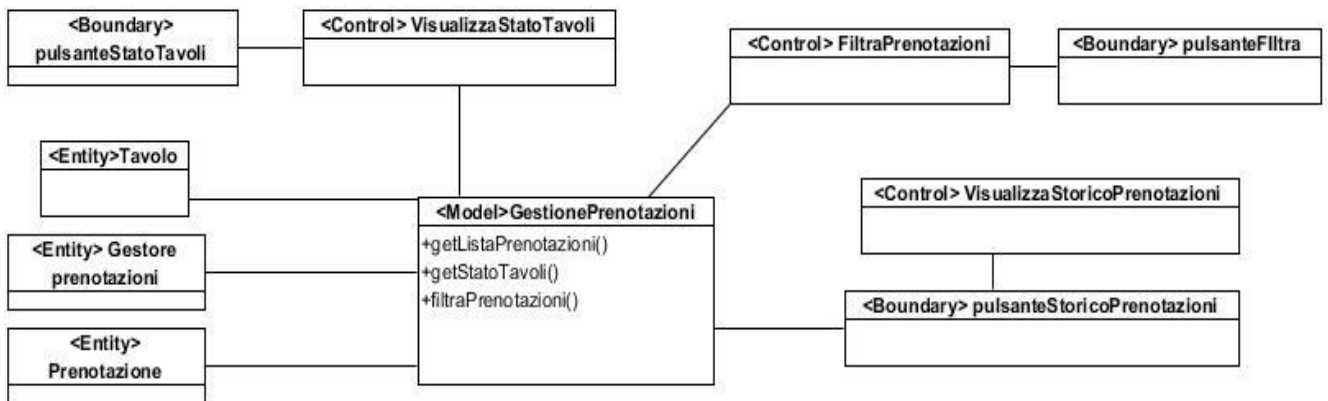 <Boundary>
pulsanteStatoTavoli
<Control> VisualizzaStatoTavoli
<Control> FiltraPrenotazioni
<Boundary> pulsanteFIltra
<Entity>Tavolo
<Control> VisualizzaStoricoPrenotazioni
<Model>GestionePrenotazioni
+getListaPrenotazioni()
+getStatoTavoli()
+filtraPrenotazioni()
<Entity> Gestore
prenotazioni
<Boundary> pulsanteStoricoPrenotazioni
<Entity>
Prenotazione